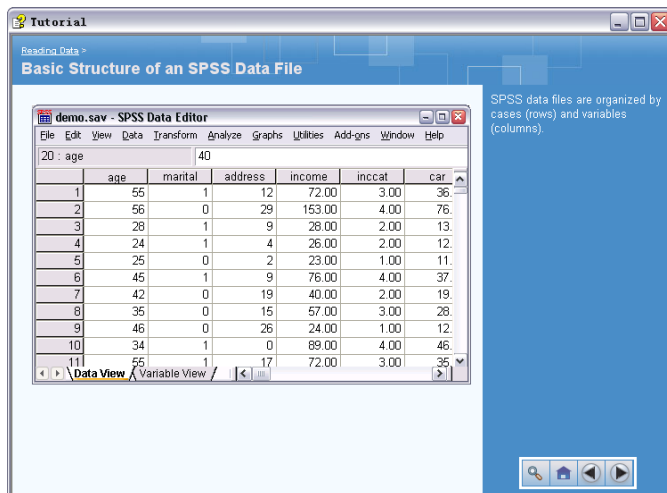 Tutorial
Reading Data >
Basic Structure of an SPSS Data File
SPSS data files are organized by
cases (rows) and variables
(columns).
demo.sav - SPSS Data Editor
File Edit View Data Transform Analyze Graphs Utilities Add-ons Window Help
20 : age 40
age marital address income inccat car
1 55 1 12 72.00 3.00 36.
2 56 0 29 153.00 4.00 76.
3 28 1 9 28.00 2.00 13.
4 24 1 4 26.00 2.00 12.
5 25 0 2 23.00 1.00 11.
6 45 1 9 76.00 4.00 37.
7 42 0 19 40.00 2.00 19.
8 35 0 15 57.00 3.00 28.
9 46 0 26 24.00 1.00 12.
10 34 1 0 89.00 4.00 46.
11 55 1 17 72.00 3.00 35.
Data View Variable View